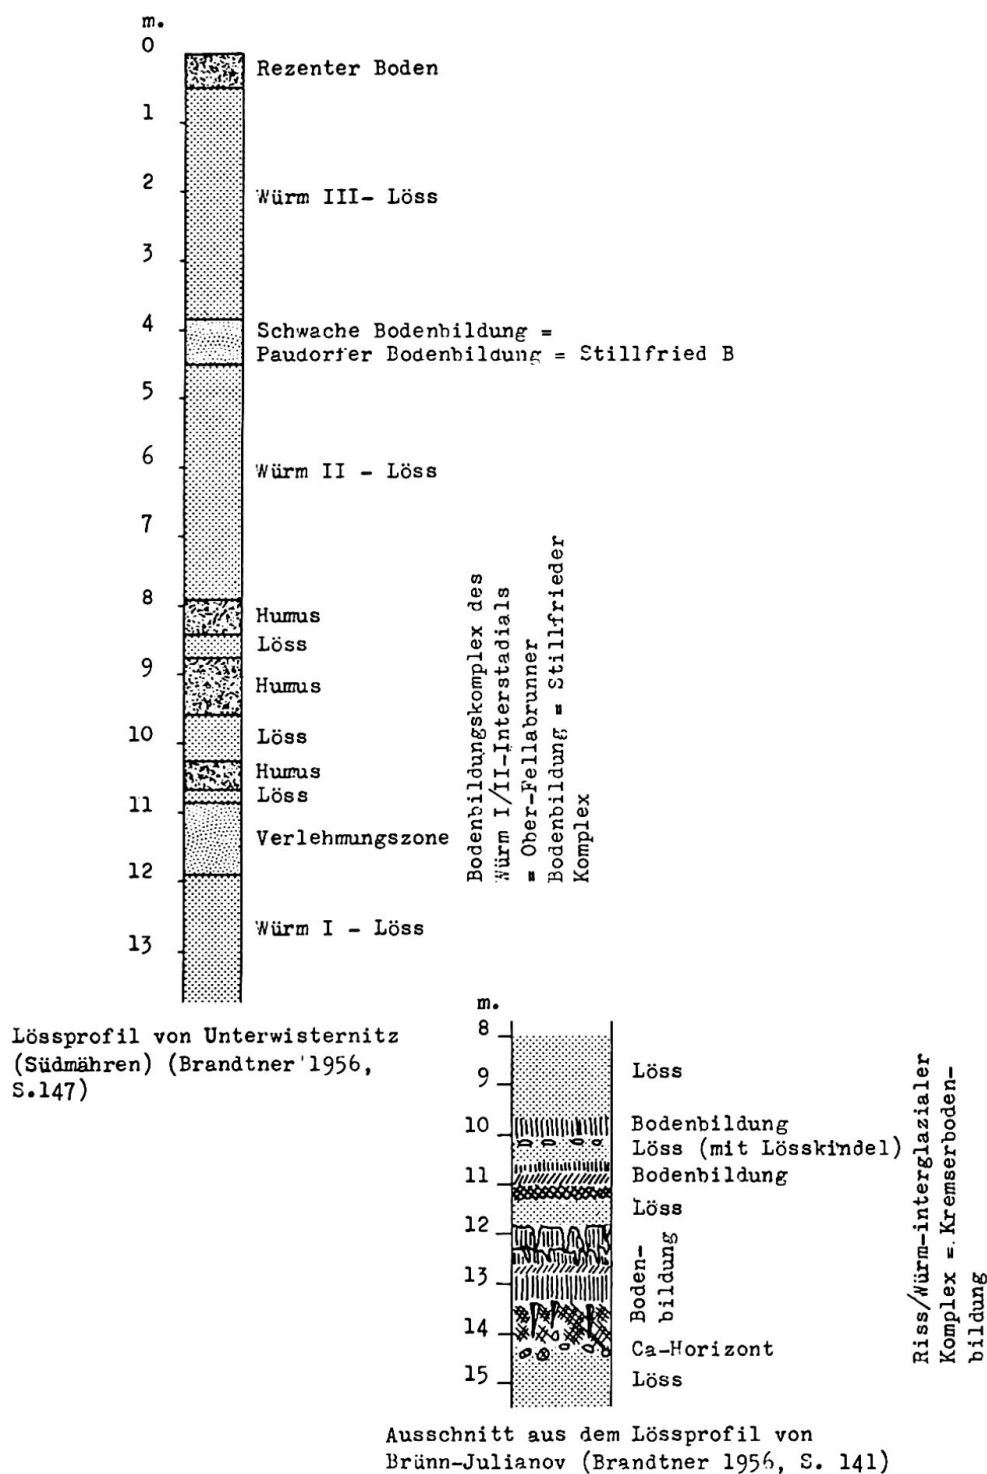 m.
0
Rezenter Boden
1
2
Würm III- Löss
3
4
Schwache Bodenbildung =
Paudorfer Bodenbildung = Stillfried B
5
6
Würm II - Löss
7
8
Humus
Löss
9
Humus
10
Löss
Humus
Löss
11
Verlehmungszone
12
Würm I - Löss
13
Bodenbildungskomplex des
Würm I/II-Interstadials
= Ober-Fellabrunner
Bodenbildung = Stillfrieder
Komplex
Lössprofil von Unterwisternitz
(Südmähren) (Brandtner 1956,
S.147)
m.
8
Löss
9
10
Bodenbildung
Löss (mit Lösskindel)
11
Bodenbildung
Löss
12
13
Boden-
bildung
14
Ca-Horizont
15
Löss
Riss/Würm-interglazialer
Komplex = Kremserboden-
bildung
Ausschnitt aus dem Lössprofil von
Brünn-Julianov (Brandtner 1956, S. 141)